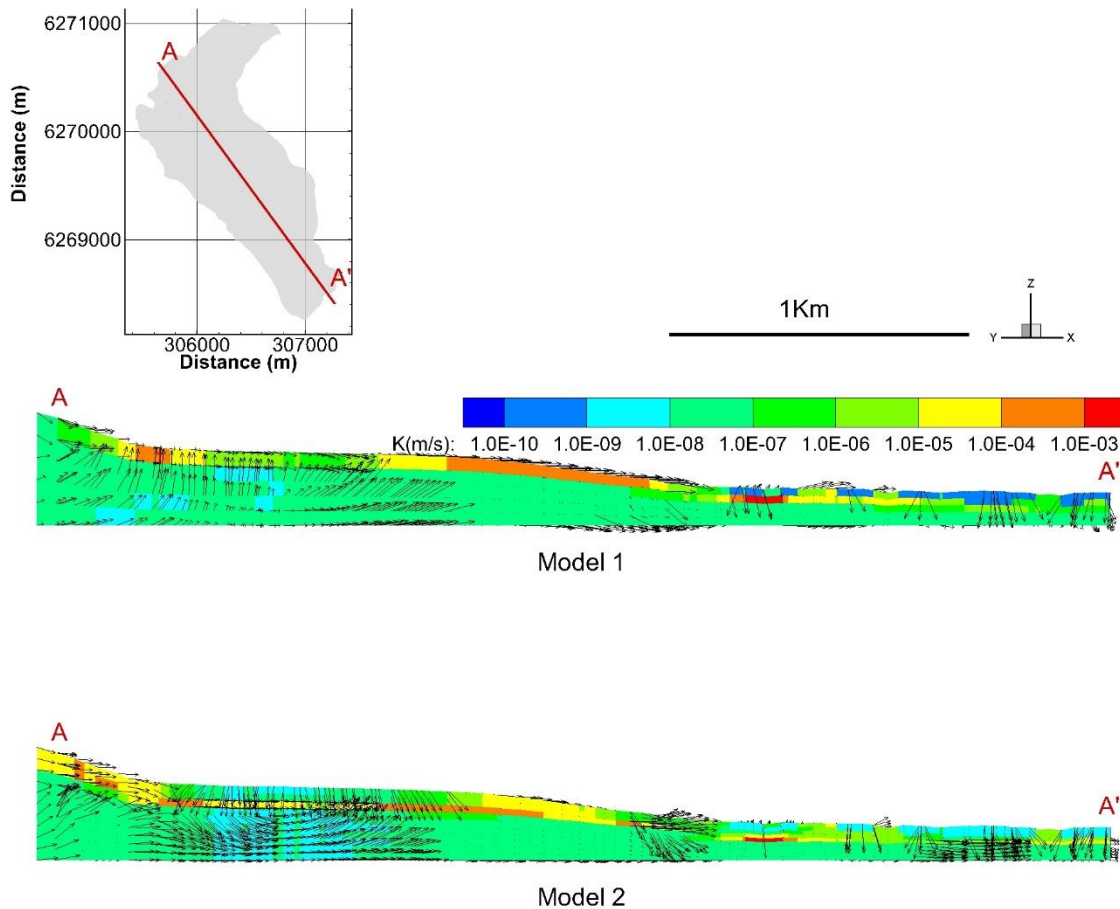 6271000
A
6270000
Distance (m)
6269000
A'
306000 307000
Distance (m)
1Km
Z
Y X
A
K(m/s): 1.0E-10 1.0E-09 1.0E-08 1.0E-07 1.0E-06 1.0E-05 1.0E-04 1.0E-03
A'
Model 1
A
A'
Model 2